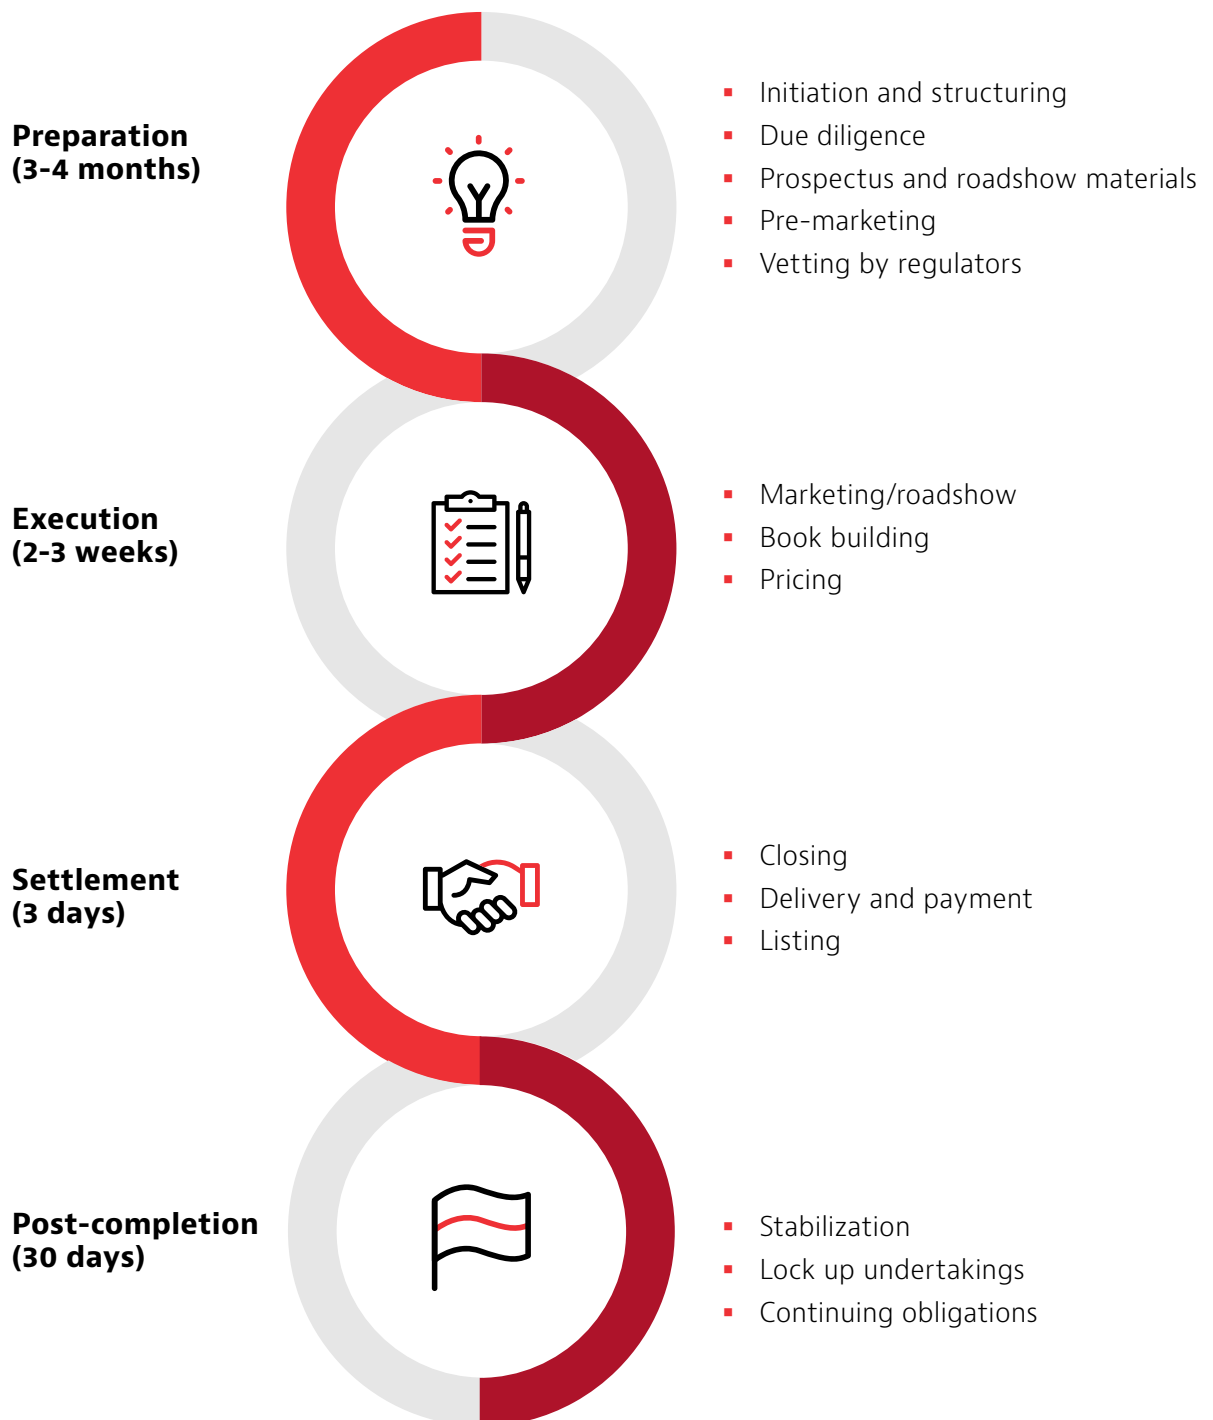 Preparation
(3-4 months)
Initiation and structuring
Due diligence
Prospectus and roadshow materials
Pre-marketing
Vetting by regulators
Execution
(2-3 weeks)
Marketing/roadshow
Book building
Pricing
Settlement
(3 days)
Closing
Delivery and payment
Listing
Post-completion
(30 days)
Stabilization
Lock up undertakings
Continuing obligations